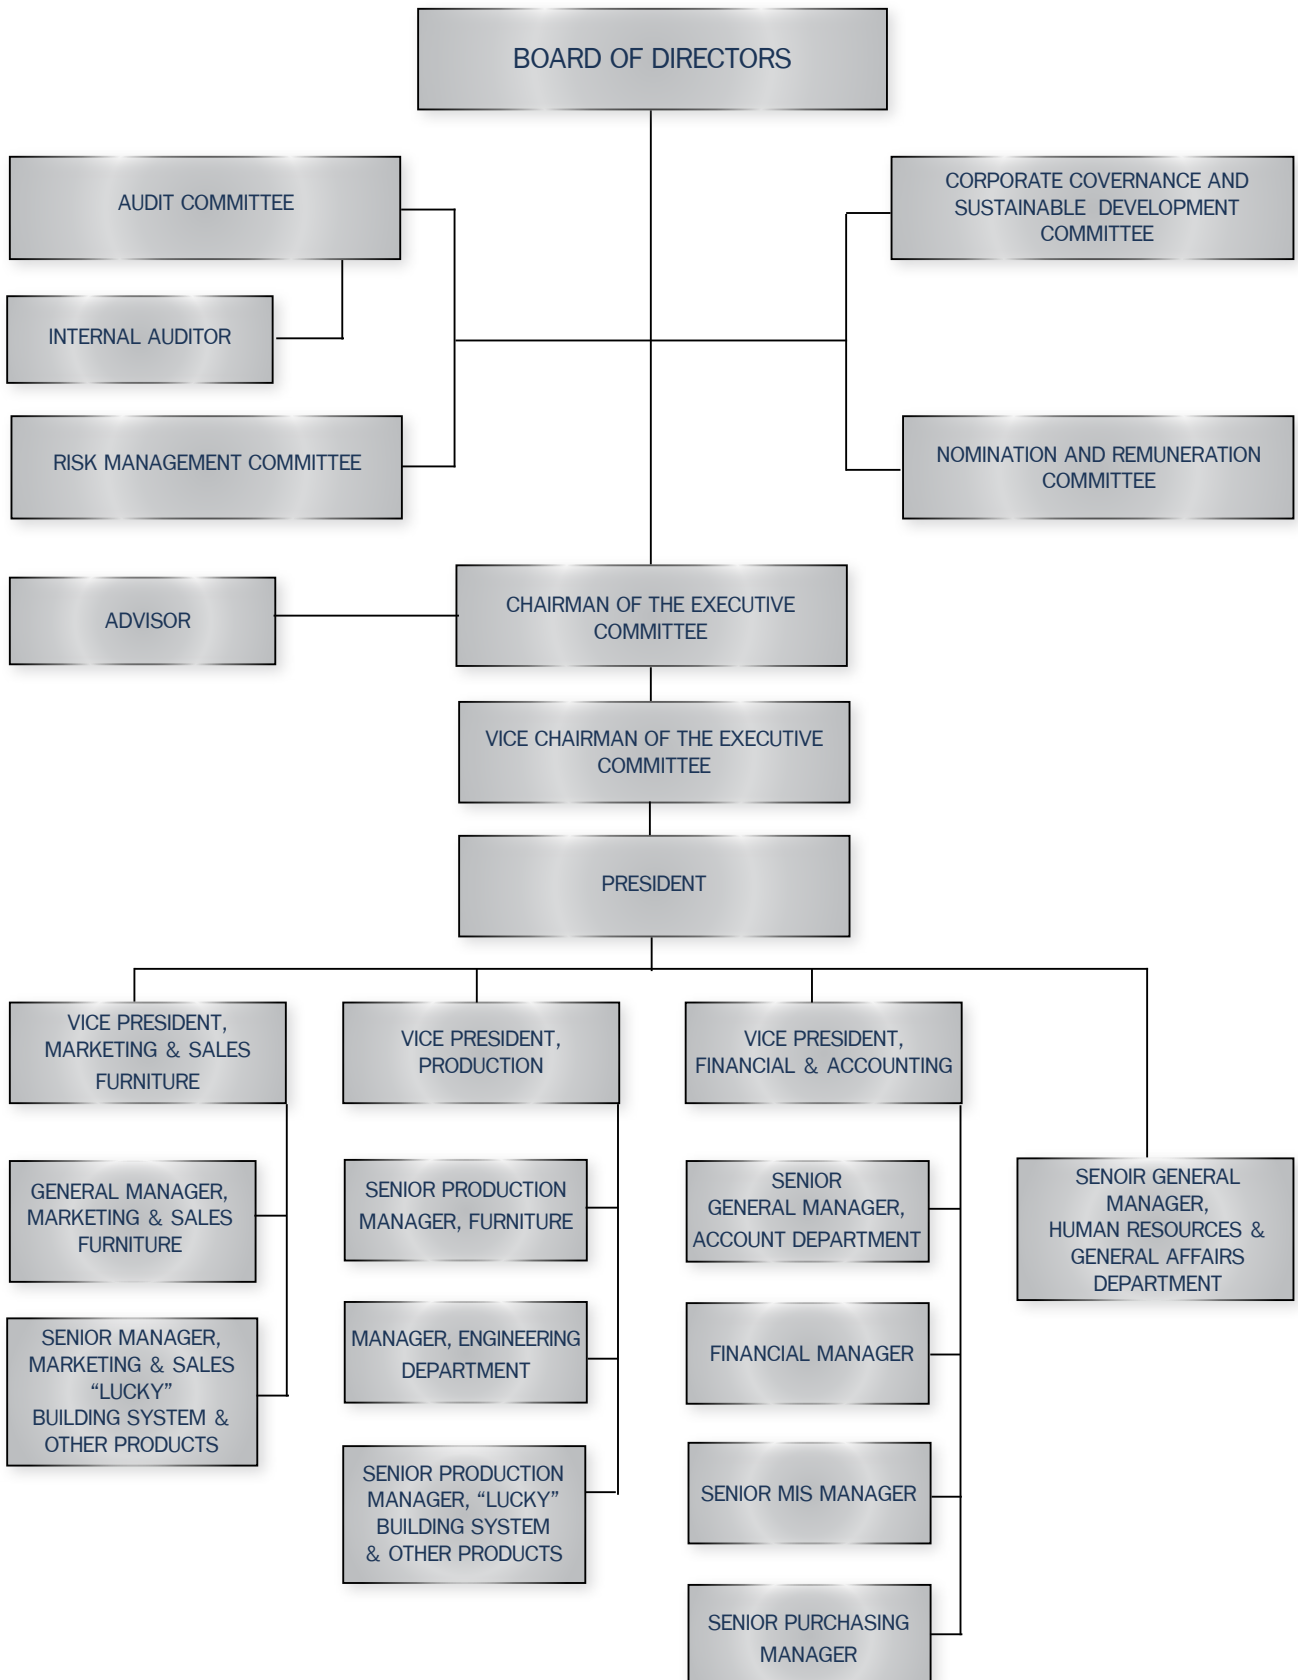 BOARD OF DIRECTORS
AUDIT COMMITTEE
CORPORATE COVERNANCE AND
SUSTAINABLE DEVELOPMENT
COMMITTEE
INTERNAL AUDITOR
RISK MANAGEMENT COMMITTEE
NOMINATION AND REMUNERATION
COMMITTEE
ADVISOR
CHAIRMAN OF THE EXECUTIVE
COMMITTEE
VICE CHAIRMAN OF THE EXECUTIVE
COMMITTEE
PRESIDENT
VICE PRESIDENT,
MARKETING & SALES
FURNITURE
VICE PRESIDENT,
PRODUCTION
VICE PRESIDENT,
FINANCIAL & ACCOUNTING
GENERAL MANAGER,
MARKETING & SALES
FURNITURE
SENIOR PRODUCTION
MANAGER, FURNITURE
SENIOR
GENERAL MANAGER,
ACCOUNT DEPARTMENT
SENOIR GENERAL
MANAGER,
HUMAN RESOURCES &
GENERAL AFFAIRS
DEPARTMENT
SENIOR MANAGER,
MARKETING & SALES
“LUCKY”
BUILDING SYSTEM &
OTHER PRODUCTS
MANAGER, ENGINEERING
DEPARTMENT
FINANCIAL MANAGER
SENIOR PRODUCTION
MANAGER, “LUCKY”
BUILDING SYSTEM
& OTHER PRODUCTS
SENIOR MIS MANAGER
SENIOR PURCHASING
MANAGER